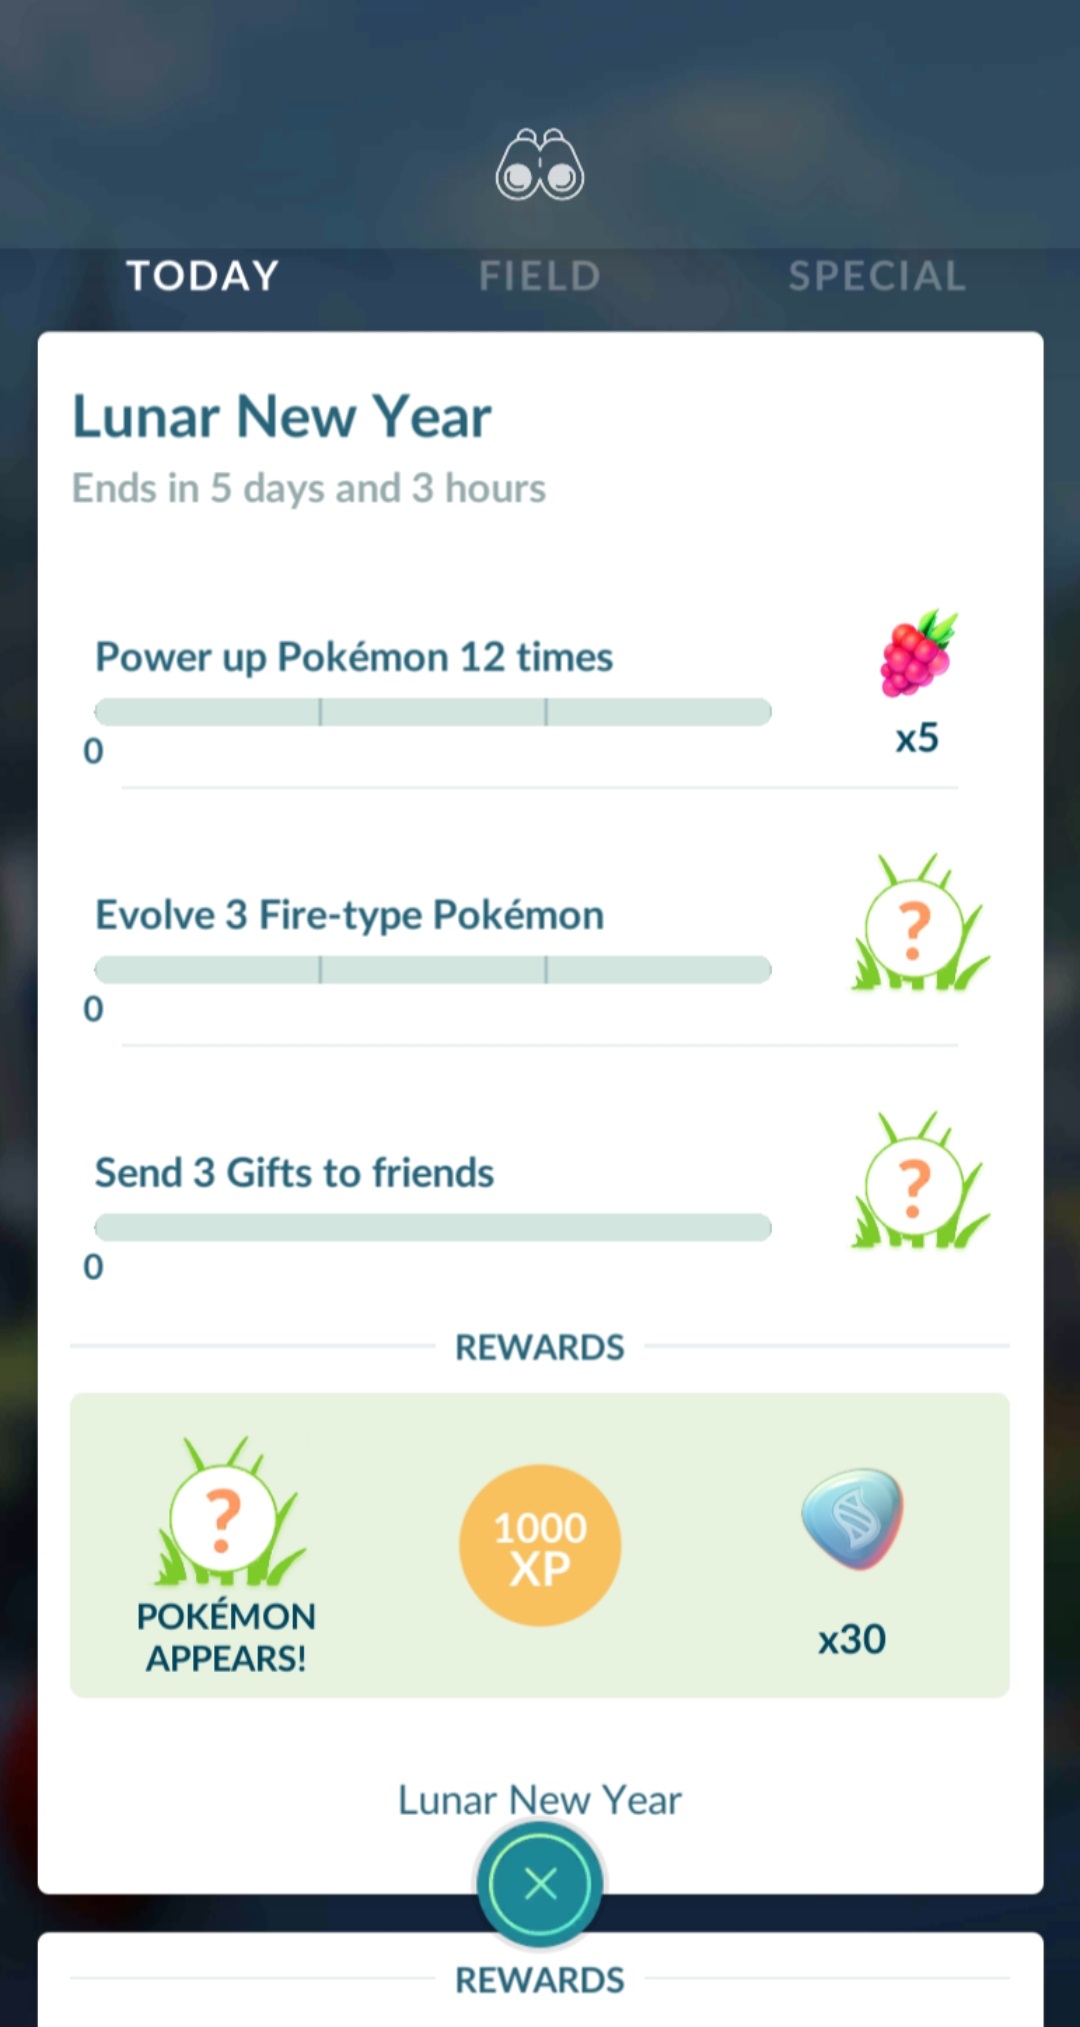 TODAY FIELD SPECIAL
Lunar New Year
Ends in 5 days and 3 hours
Power up Pokémon 12 times
x5
0
Evolve 3 Fire-type Pokémon
?
0
Send 3 Gifts to friends
?
0
REWARDS
?
POKÉMON
APPEARS!
1000
XP
x30
Lunar New Year
REWARDS